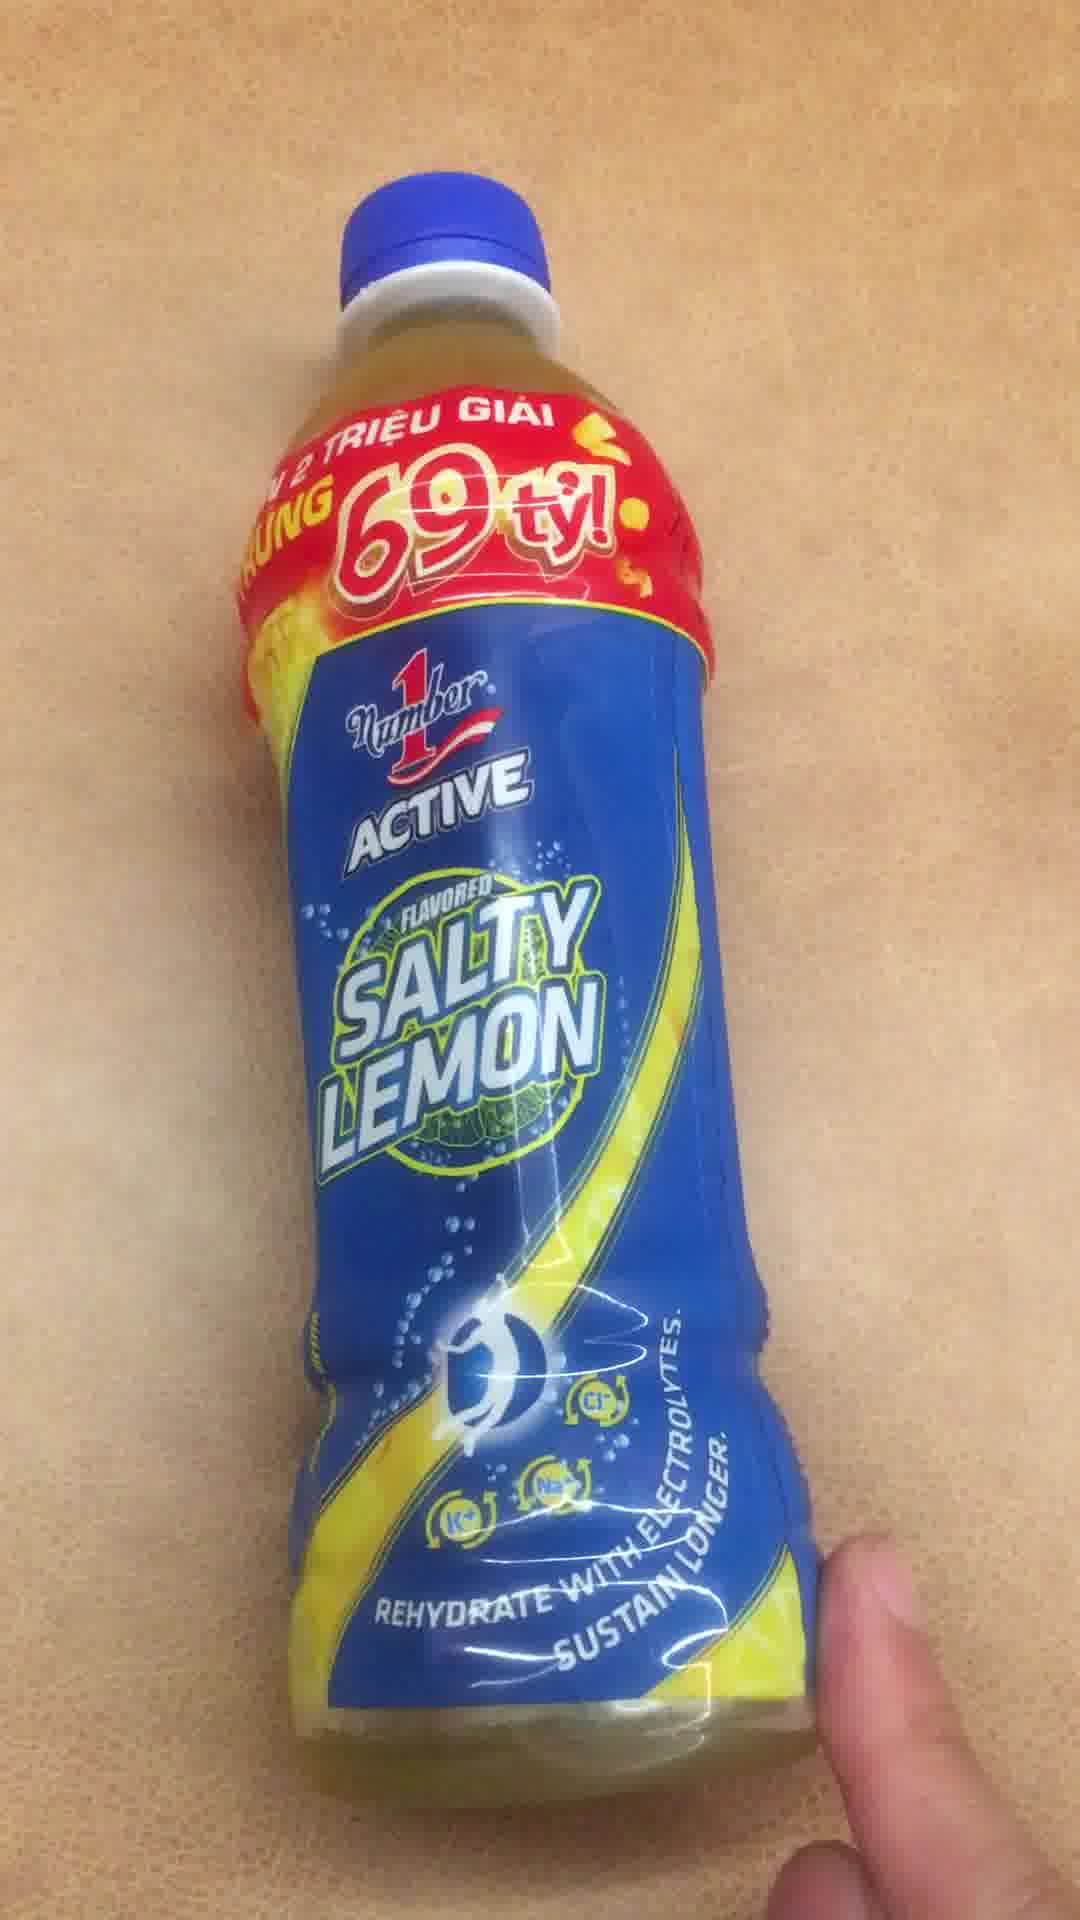 2 TRIỆU GIẢI
69 tỷ!
Number 1
ACTIVE
FLAVORED
SALTY
LEMON
Cl-
Na+
K+
REHYDRATE WITH ELECTROLYTES.
SUSTAIN LONGER.